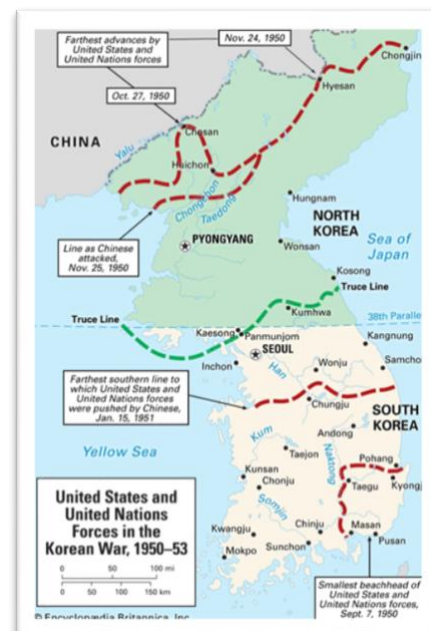 Farthest advances by
United States and
United Nations forces
Nov. 24, 1950
Chongjin
Oct. 27, 1950
Hyesan
CHINA
Yalu
Chosan
Huichon
Chongchon
Taedong
Hungnam
NORTH
KOREA
Line as Chinese
attacked,
Nov. 25, 1950
PYONGYANG
Wonsan
Sea of
Japan
Kosong
Truce Line
Truce Line
Kumhwa
38th Paralle
Kaesong
Panmunjom
Kangnung
SEOUL
Inchon
Han
Wonju
Samcho
Farthest southern line to
which United States and
United Nations forces
were pushed by Chinese,
Jan. 15, 1951
Chungju
SOUTH
KOREA
Andong
Kum
Yellow Sea
Taejon
Naktong
Pohang
Kunsan
Chonju
Taegu
Kyongj
United States and
United Nations
Forces in the
Korean War, 1950–53
Somjin
Kwangju
Chinju
Masan
Mokpo
Sunchon
Pusan
0 50 100 mi
0 50 100 150 km
Smallest beachhead of
United States and
United Nations forces,
Sept. 7, 1950
© Encyclopædia Britannica, Inc.